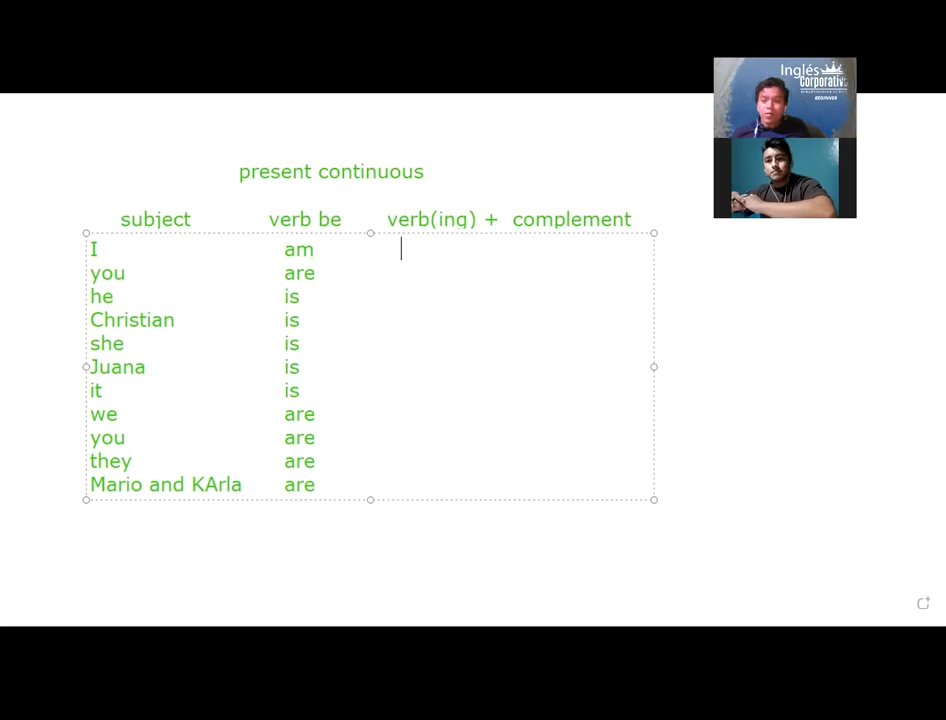 Inglés
Corporativo
BEGINNER
present continuous
subject verb be verb(ing) + complement
I am
you are
he is
Christian is
she is
Juana is
it is
we are
you are
they are
Mario and KArla are